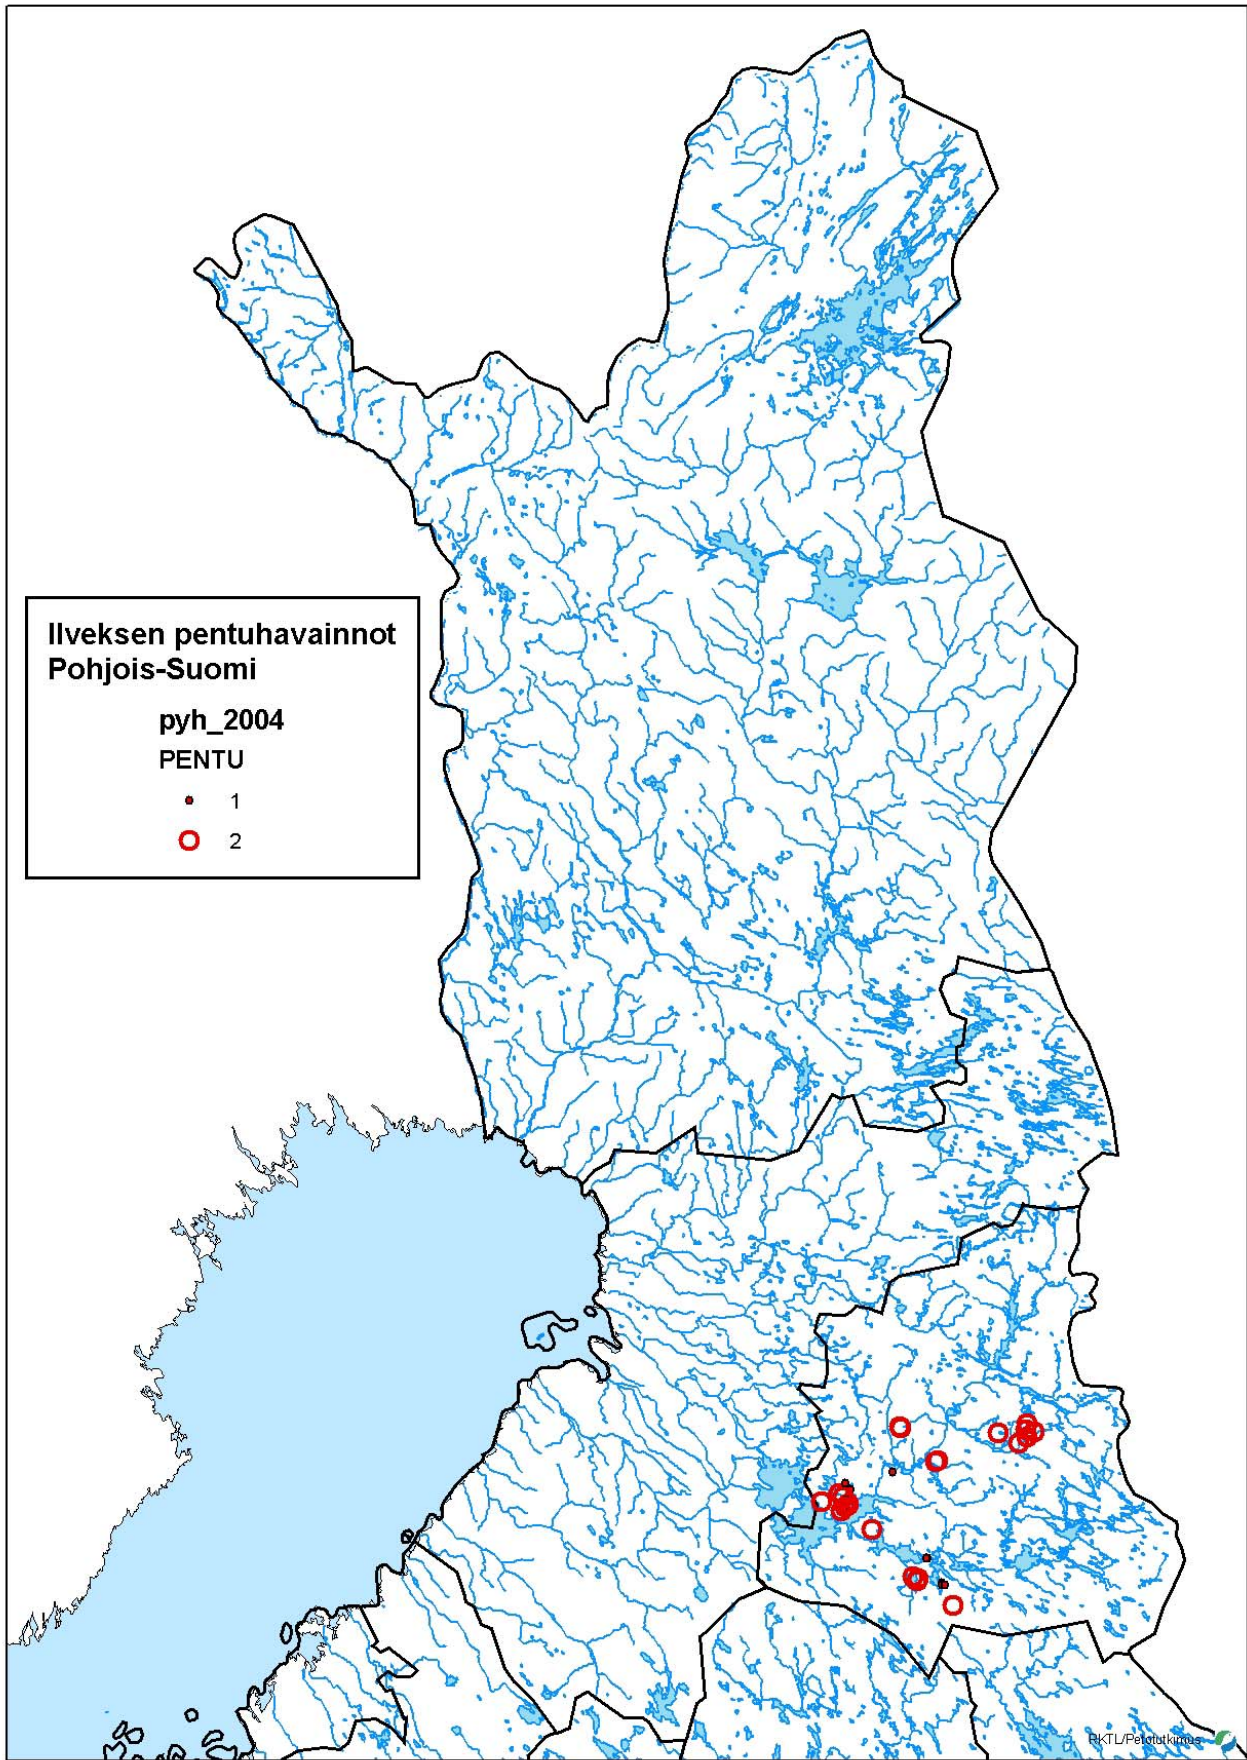 Ilveksen pentuhavainnot
Pohjois-Suomi
pyh_2004
PENTU
1
2
RKTL/Petotutkimus